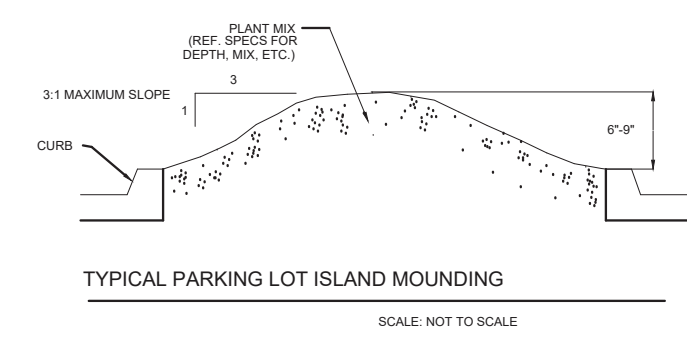 PLANT MIX
(REF. SPECS FOR
DEPTH, MIX, ETC.)
3
3:1 MAXIMUM SLOPE
1
6"-9"
CURB
TYPICAL PARKING LOT ISLAND MOUNDING
SCALE: NOT TO SCALE